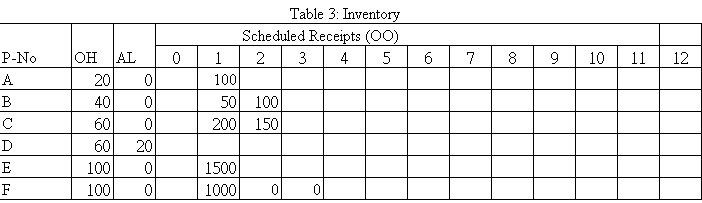 Table 3: Inventory
Scheduled Receipts (OO)
P-No OH AL 0 1 2 3 4 5 6 7 8 9 10 11 12
A 20 0 100
B 40 0 50 100
C 60 0 200 150
D 60 20
E 100 0 1500
F 100 0 1000 0 0